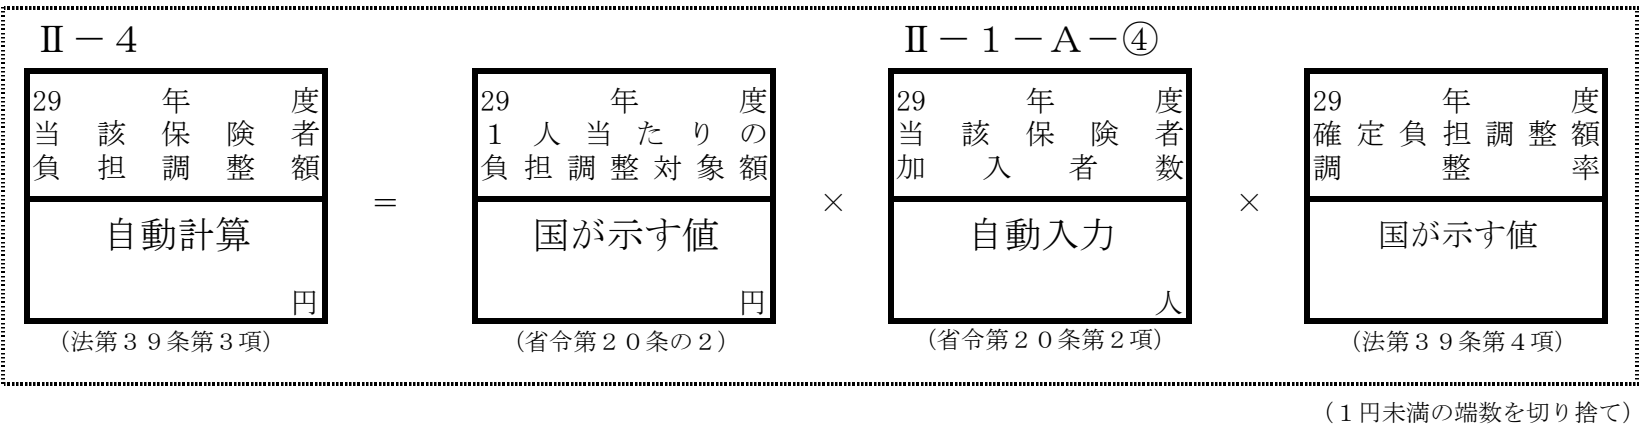 Ⅱ－４
Ⅱ－１－Ａ－④
29年度
当該保険者
負担調整額
自動計算
円
(法第３９条第３項)
＝
29年度
１人当たりの
負担調整対象額
国が示す値
円
(省令第２０条の２)
×
29年度
当該保険者
加入者数
自動入力
人
(省令第２０条第２項)
×
29年度
確定負担調整額
調整率
国が示す値
(法第３９条第４項)
（１円未満の端数を切り捨て）